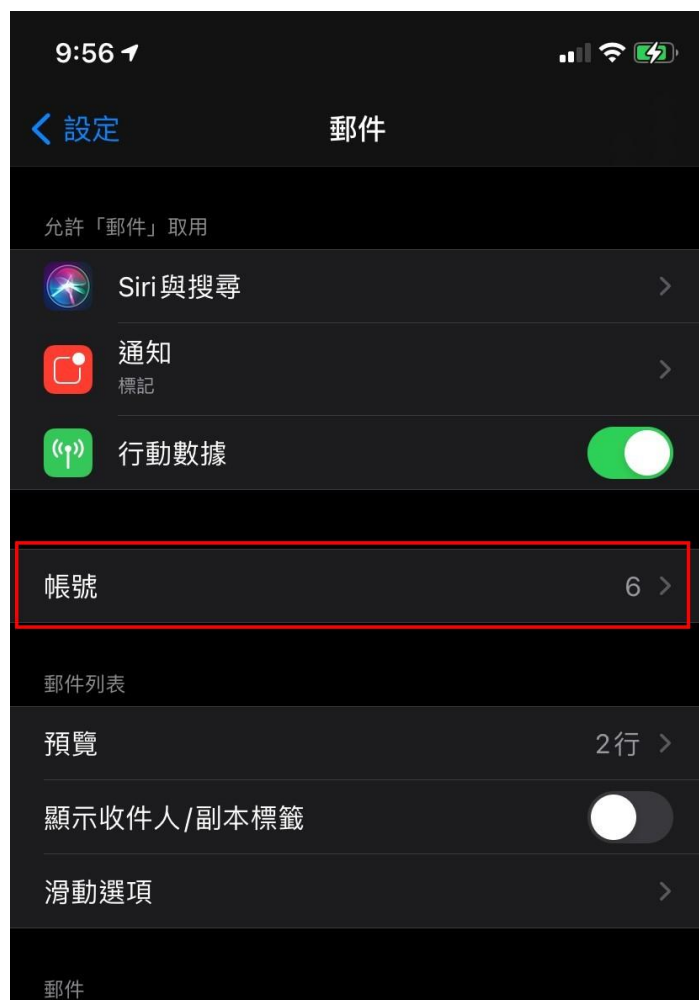 9:56
設定
郵件
允許「郵件」取用
Siri與搜尋
通知
標記
行動數據
帳號 6
郵件列表
預覽 2行
顯示收件人/副本標籤
滑動選項
郵件